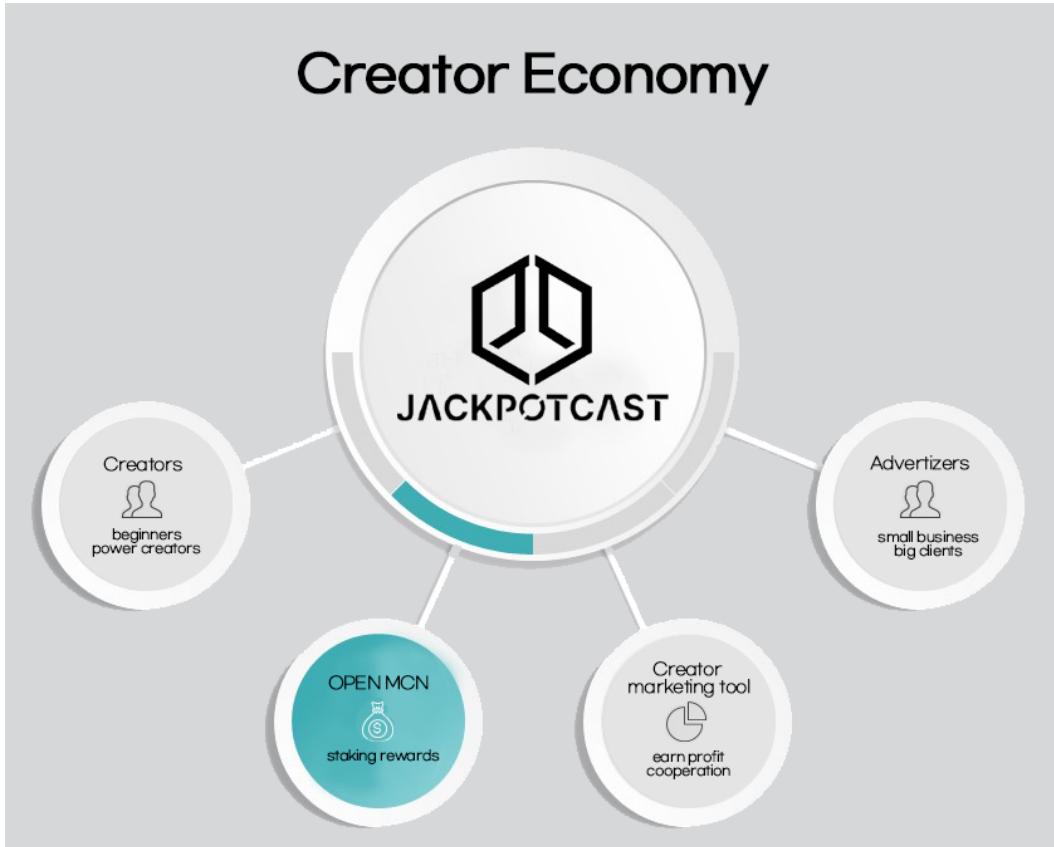 Creator Economy
JACKPOTCAST
Creators
beginners
power creators
OPEN MCN
$
staking rewards
Creator
marketing tool
earn profit
cooperation
Advertizers
small business
big clients